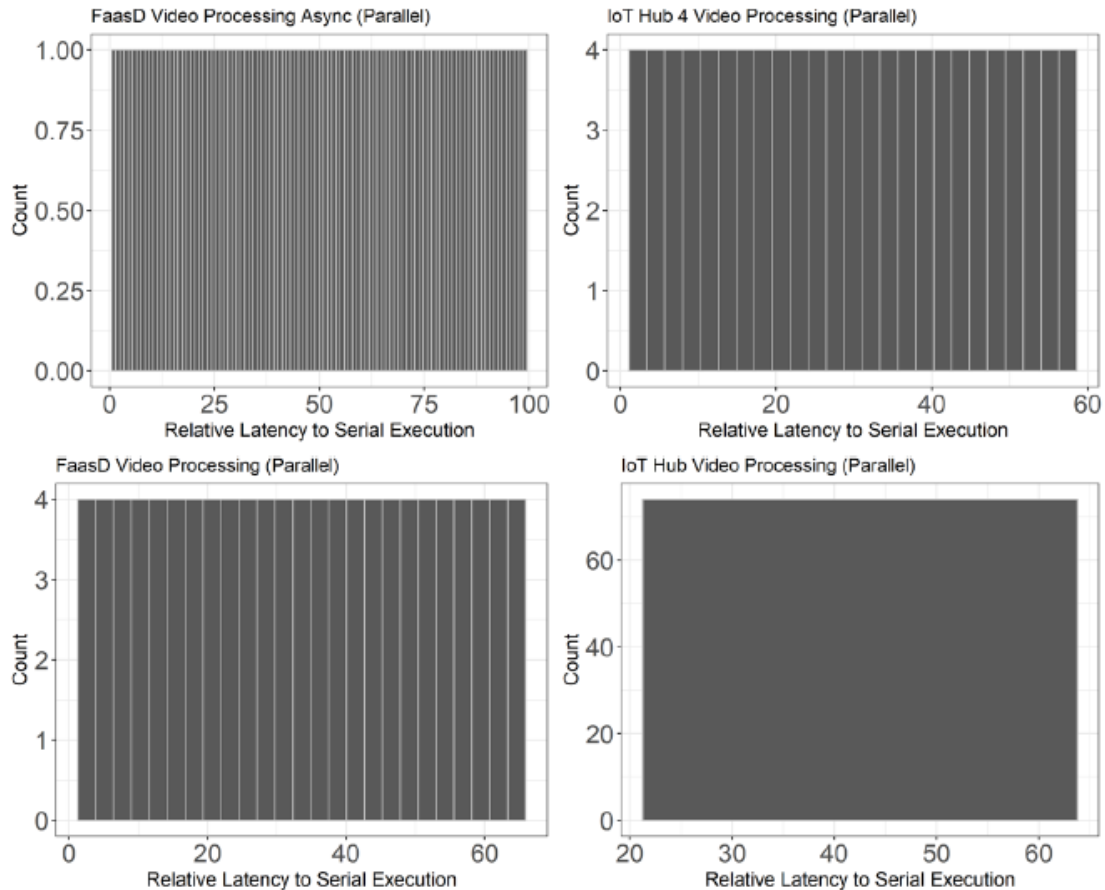 FaasD Video Processing Async (Parallel)
1.00
0.75
0.50
0.25
0.00
Count
0 25 50 75 100
Relative Latency to Serial Execution
IoT Hub 4 Video Processing (Parallel)
4
3
2
1
0
Count
0 20 40 60
Relative Latency to Serial Execution
FaasD Video Processing (Parallel)
4
3
2
1
0
Count
0 20 40 60
Relative Latency to Serial Execution
IoT Hub Video Processing (Parallel)
60
40
20
0
Count
20 30 40 50 60
Relative Latency to Serial Execution